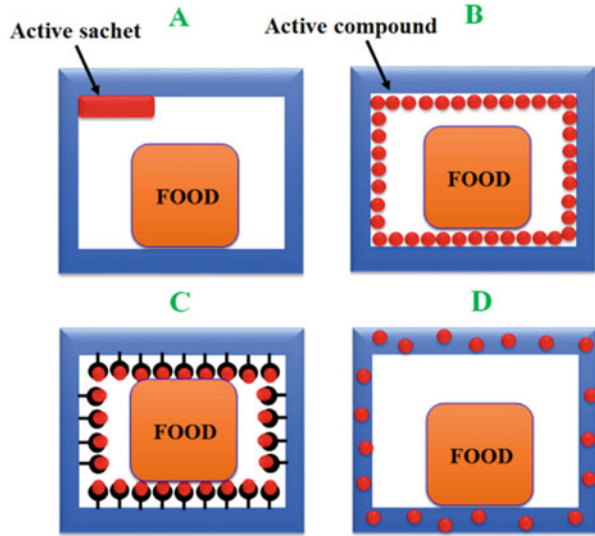 A
B
Active sachet
Active compound
FOOD
FOOD
C
D
FOOD
FOOD